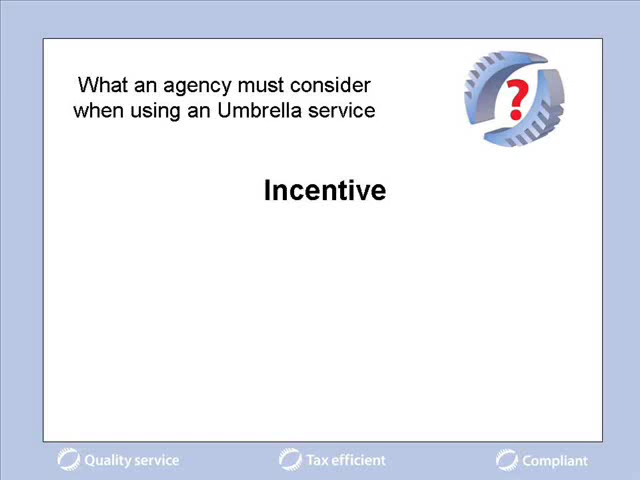 What an agency must consider
when using an Umbrella service
?
Incentive
Quality service
Tax efficient
Compliant